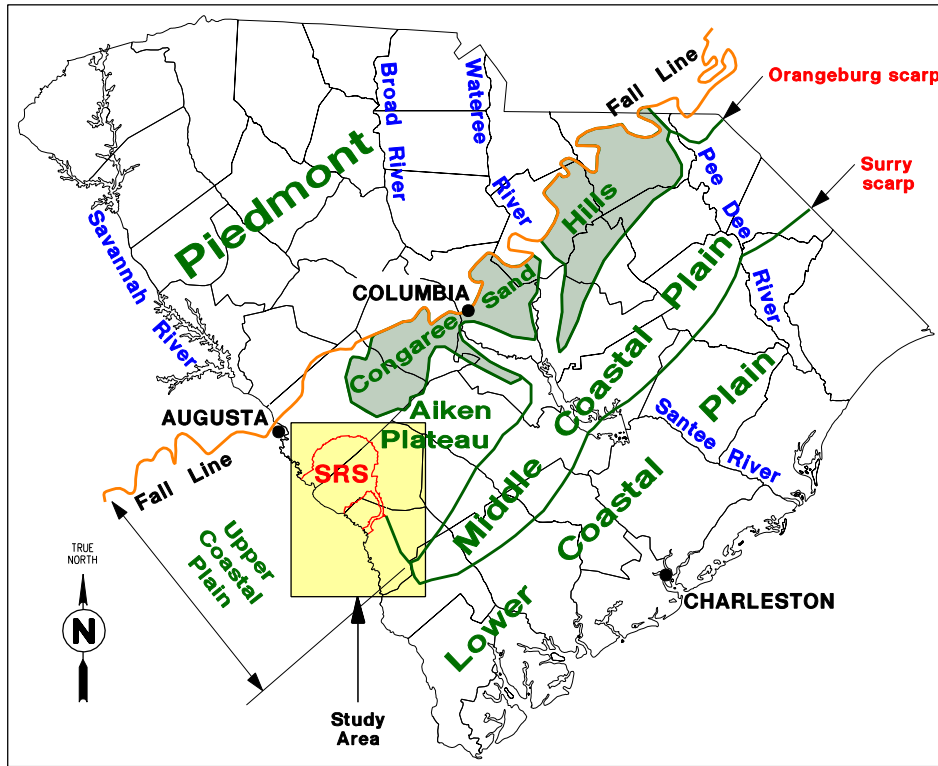 Orangeburg scarp
Fall Line
Broad
River
Wateree
River
Surry
scarp
Pee Dee
River
Piedmont
Hills
Savannah
River
COLUMBIA
Sand
Congaree
Coastal Plain
Middle
AUGUSTA
Aiken
Plateau
Plain
Santee River
Coastal
Lower
Fall Line
SRS
Upper
Coastal
Plain
TRUE
NORTH
N
CHARLESTON
Study
Area